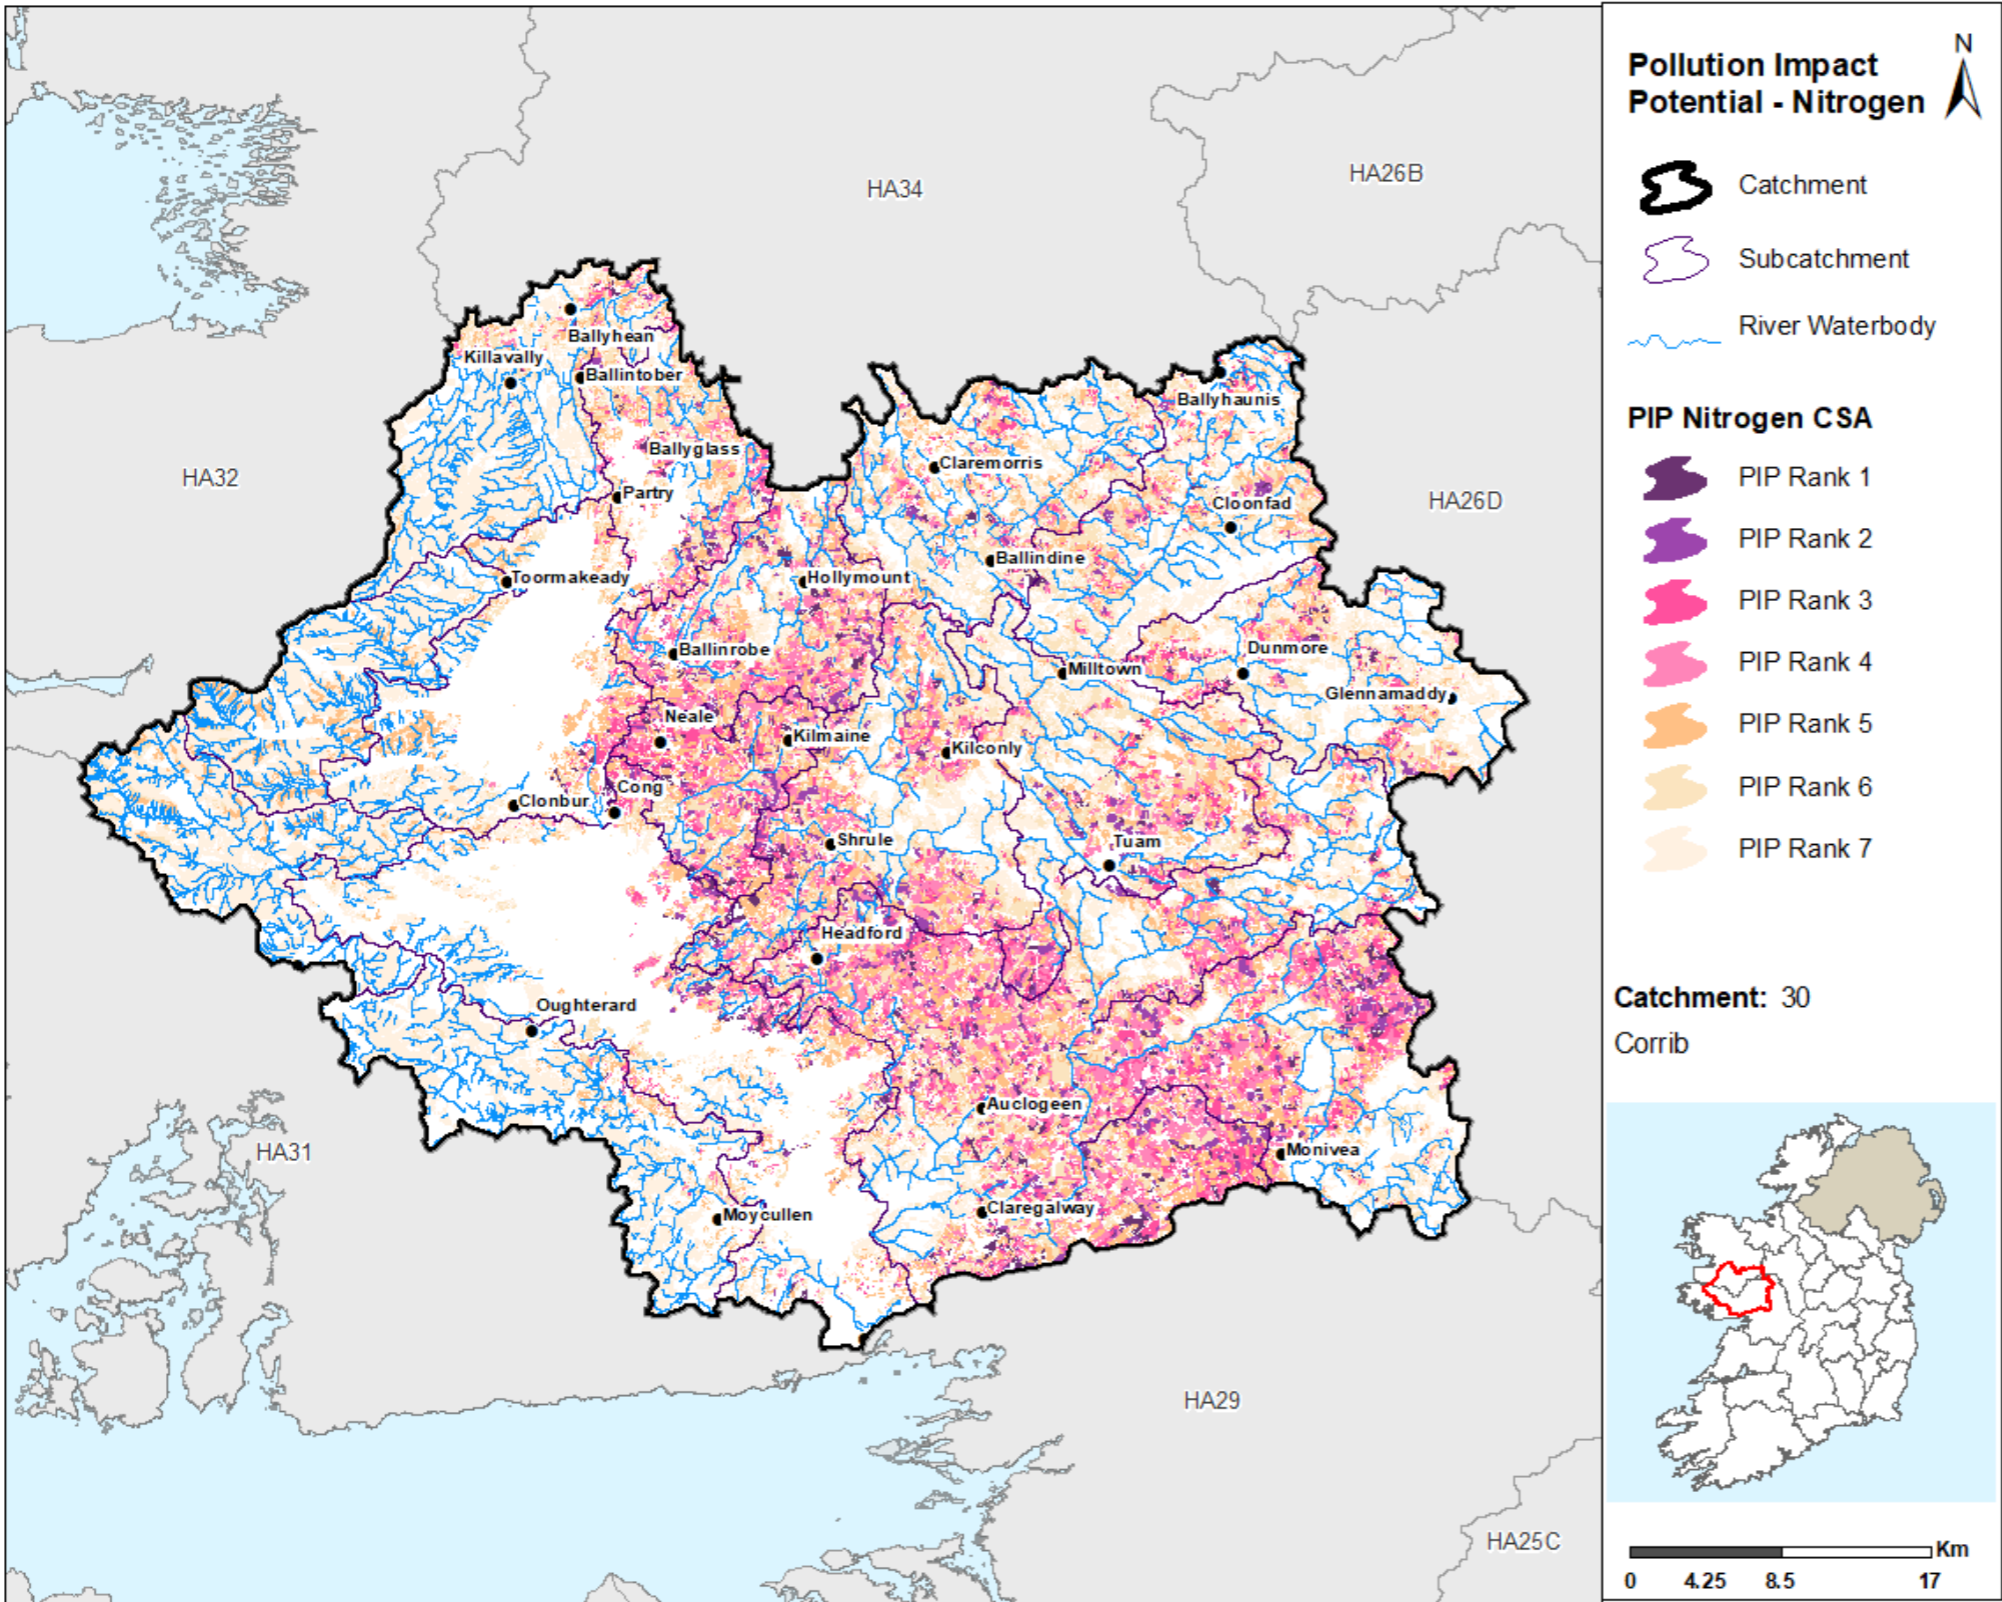 HA34
HA26B
HA32
HA26D
HA31
HA29
HA25C
Ballyhean
Killavally
Ballintober
Ballyhaunis
Ballyglass
Claremorris
Partry
Cloonfad
Ballindine
Toormakeady
Hollymount
Ballinrobe
Dunmore
Milltown
Glennamaddy
Neale
Kilmaine
Kilconly
Cong
Clonbur
Shrule
Tuam
Headford
Oughterard
Auclogeen
Monivea
Claregalway
Moycullen
Pollution Impact
Potential - Nitrogen
N
Catchment
Subcatchment
River Waterbody
PIP Nitrogen CSA
PIP Rank 1
PIP Rank 2
PIP Rank 3
PIP Rank 4
PIP Rank 5
PIP Rank 6
PIP Rank 7
Catchment: 30
Corrib
Km
0 4.25 8.5 17